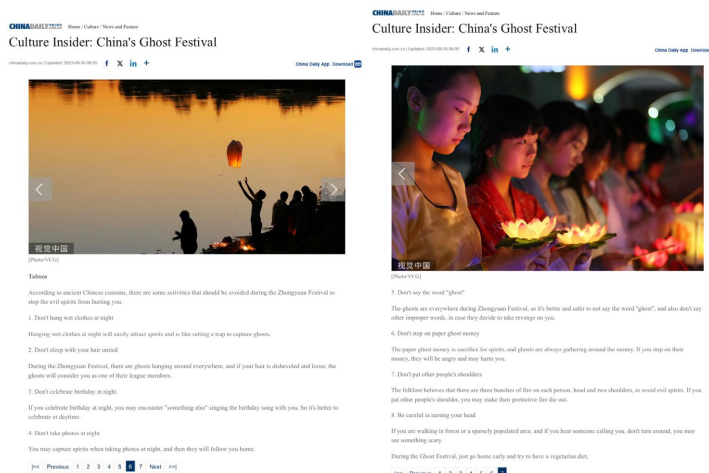 CHINADAILY Home / Culture / News and Feature
Culture Insider: China's Ghost Festival
chinadaily.com.cn | Updated: 2023-08-30 06:05
China Daily App Download
视觉中国
[Photo/VCG]
Taboos
According to ancient Chinese customs, there are some activities that should be avoided during the Zhongyuan Festival to
stop the evil spirits from hurting you.
1. Don't hang wet clothes at night
Hanging wet clothes at night will easily attract spirits and is like setting a trap to capture ghosts.
2. Don't sleep with your hair untied
During the Zhongyuan Festival, there are ghosts hanging around everywhere, and if your hair is disheveled and loose, the
ghosts will consider you as one of their league members.
3. Don't celebrate birthday at night.
If you celebrate birthday at night, you may encounter "something else" singing the birthday song with you. So it's better to
celebrate at daytime.
4. Don't take photos at night
You may capture spirits when taking photos at night, and then they will follow you home.
|<< Previous 1 2 3 4 5 6 7 Next >>|
CHINADAILY Home / Culture / News and Feature
Culture Insider: China's Ghost Festival
chinadaily.com.cn | Updated: 2023-08-30 06:05
China Daily App Downloa
视觉中国
[Photo/VCG]
5. Don't say the word "ghost"
The ghosts are everywhere during Zhongyuan Festival, so it's better and safer to not say the word "ghost", and also don't say
other improper words, in case they decide to take revenge on you.
6. Don't step on paper ghost money
The paper ghost money is sacrifice for spirits, and ghosts are always gathering around the money. If you step on their
money, they will be angry and may harm you.
7. Don't pat other people's shoulders
The folklore believes that there are three bunches of fire on each person, head and two shoulders, so to avoid evil spirits. If you
pat other people's shoulder, you may make their protective fire die out.
8. Be careful in turning your head
If you are walking in forest or a sparsely populated area, and if you hear someone calling you, don't turn around, you may
see something scary.
During the Ghost Festival, just go home early and try to have a vegetarian diet.